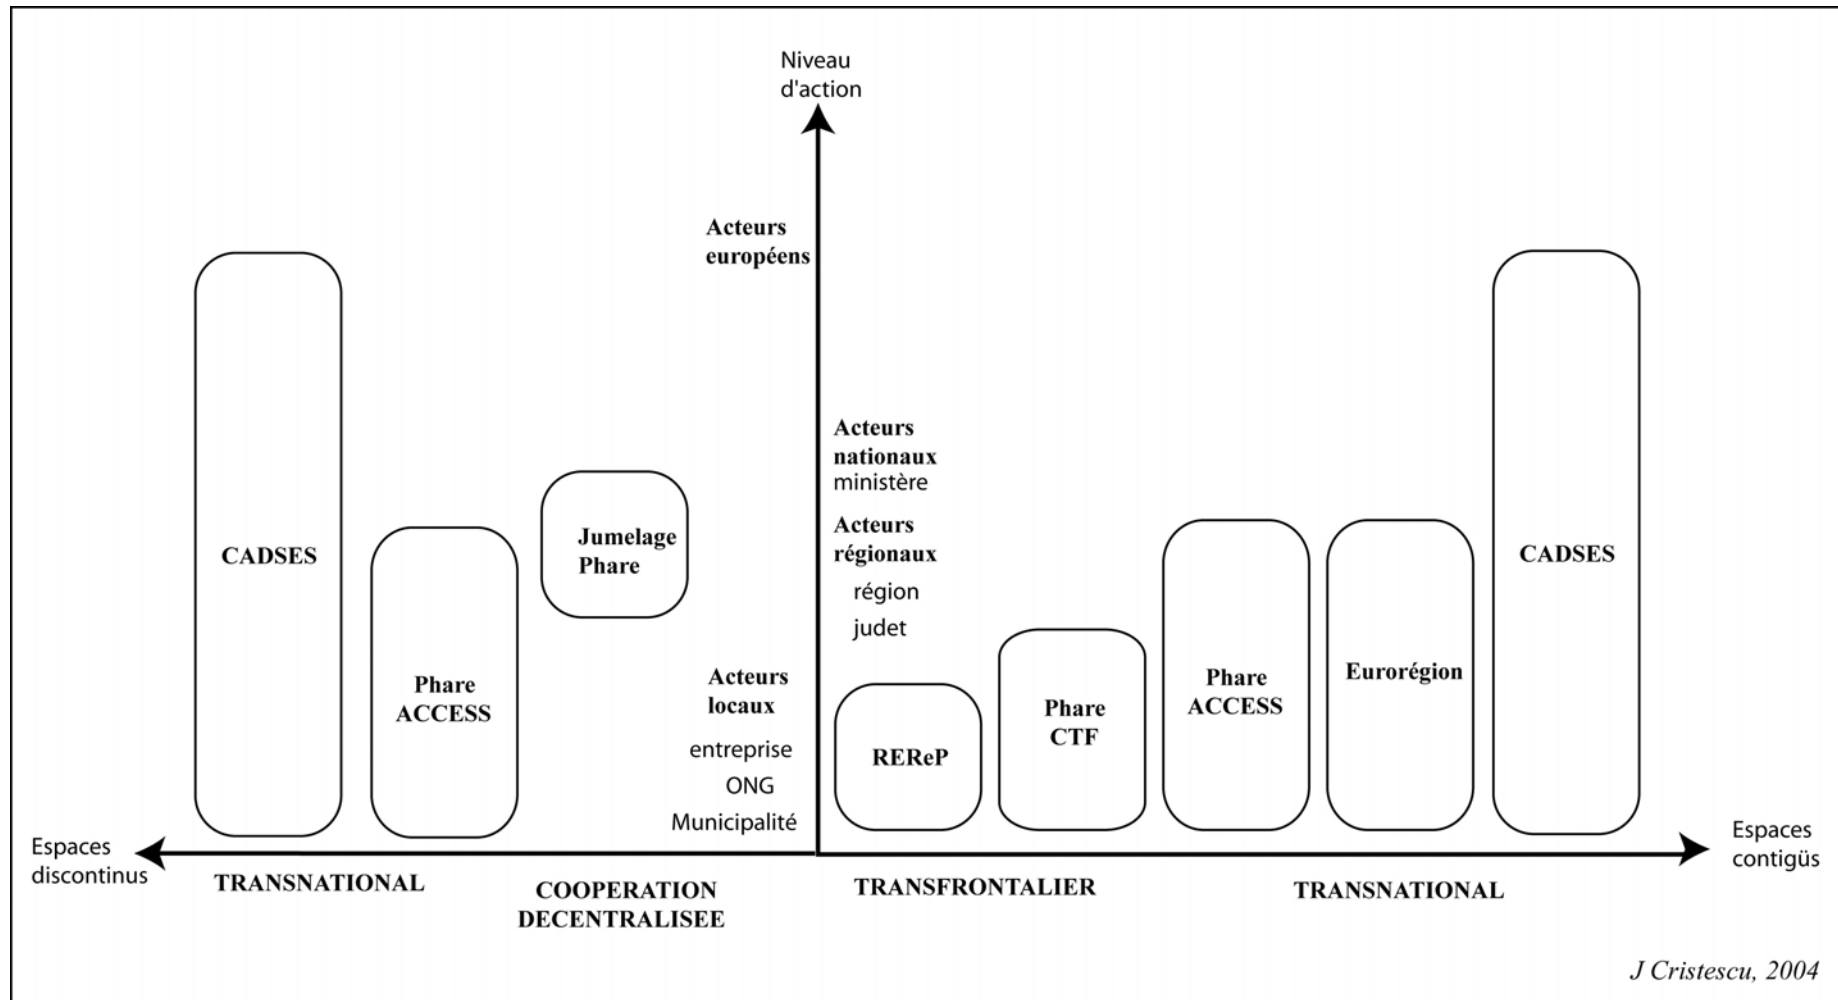 Niveau
d'action
Acteurs
européens
Acteurs
nationaux
ministère
Acteurs
régionaux
région
judet
Acteurs
locaux
entreprise
ONG
Municipalité
CADSES
Phare
ACCESS
Jumelage
Phare
REReP
Phare
CTF
Phare
ACCESS
Eurorégion
CADSES
Espaces
discontinus
Espaces
contigüs
TRANSNATIONAL
COOPERATION
DECENTRALISEE
TRANSFRONTALIER
TRANSNATIONAL
J Cristescu, 2004